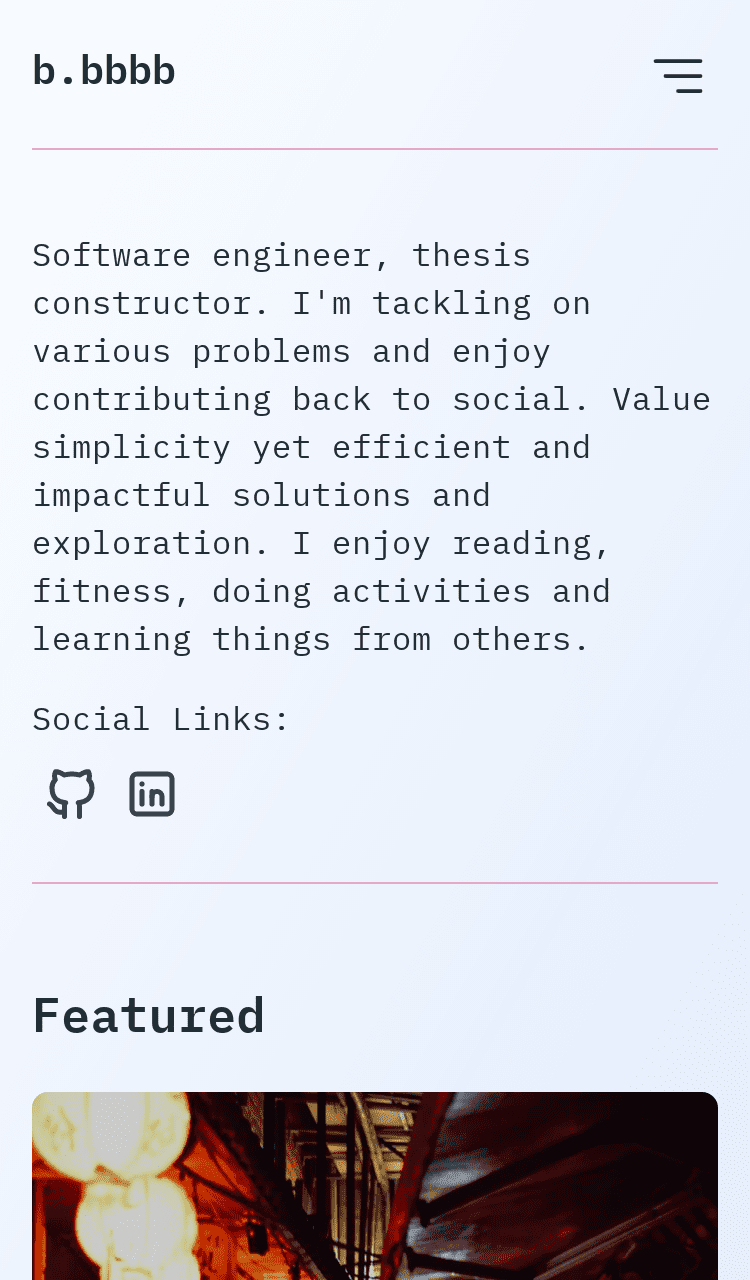 b.bbbb
Software engineer, thesis
constructor. I'm tackling on
various problems and enjoy
contributing back to social. Value
simplicity yet efficient and
impactful solutions and
exploration. I enjoy reading,
fitness, doing activities and
learning things from others.
Social Links:
in
Featured